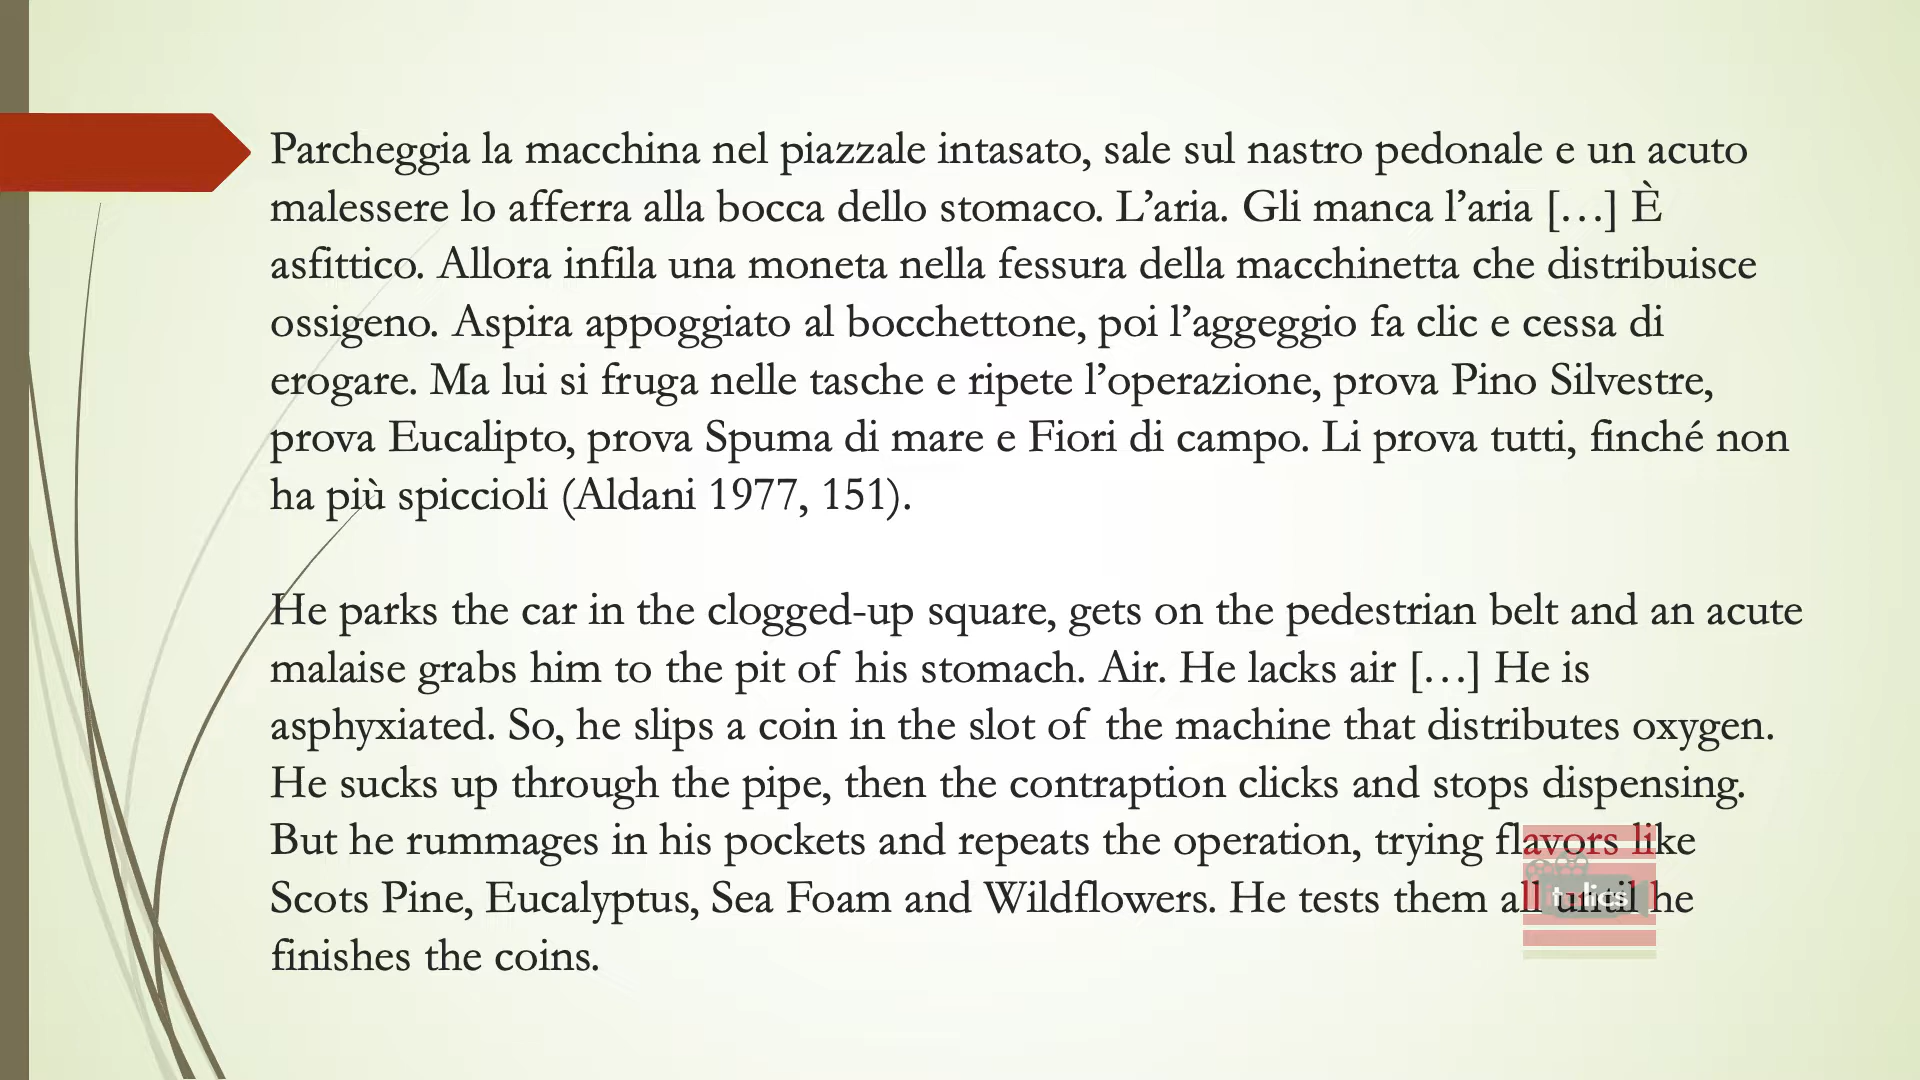 Parcheggia la macchina nel piazzale intasato, sale sul nastro pedonale e un acuto
malessere lo afferra alla bocca dello stomaco. L’aria. Gli manca l’aria […] È
asfittico. Allora infila una moneta nella fessura della macchinetta che distribuisce
ossigeno. Aspira appoggiato al bocchettone, poi l’aggeggio fa clic e cessa di
erogare. Ma lui si fruga nelle tasche e ripete l’operazione, prova Pino Silvestre,
prova Eucalipto, prova Spuma di mare e Fiori di campo. Li prova tutti, finché non
ha più spiccioli (Aldani 1977, 151).
He parks the car in the clogged-up square, gets on the pedestrian belt and an acute
malaise grabs him to the pit of his stomach. Air. He lacks air […] He is
asphyxiated. So, he slips a coin in the slot of the machine that distributes oxygen.
He sucks up through the pipe, then the contraption clicks and stops dispensing.
But he rummages in his pockets and repeats the operation, trying flavors like
Scots Pine, Eucalyptus, Sea Foam and Wildflowers. He tests them all until he
finishes the coins.